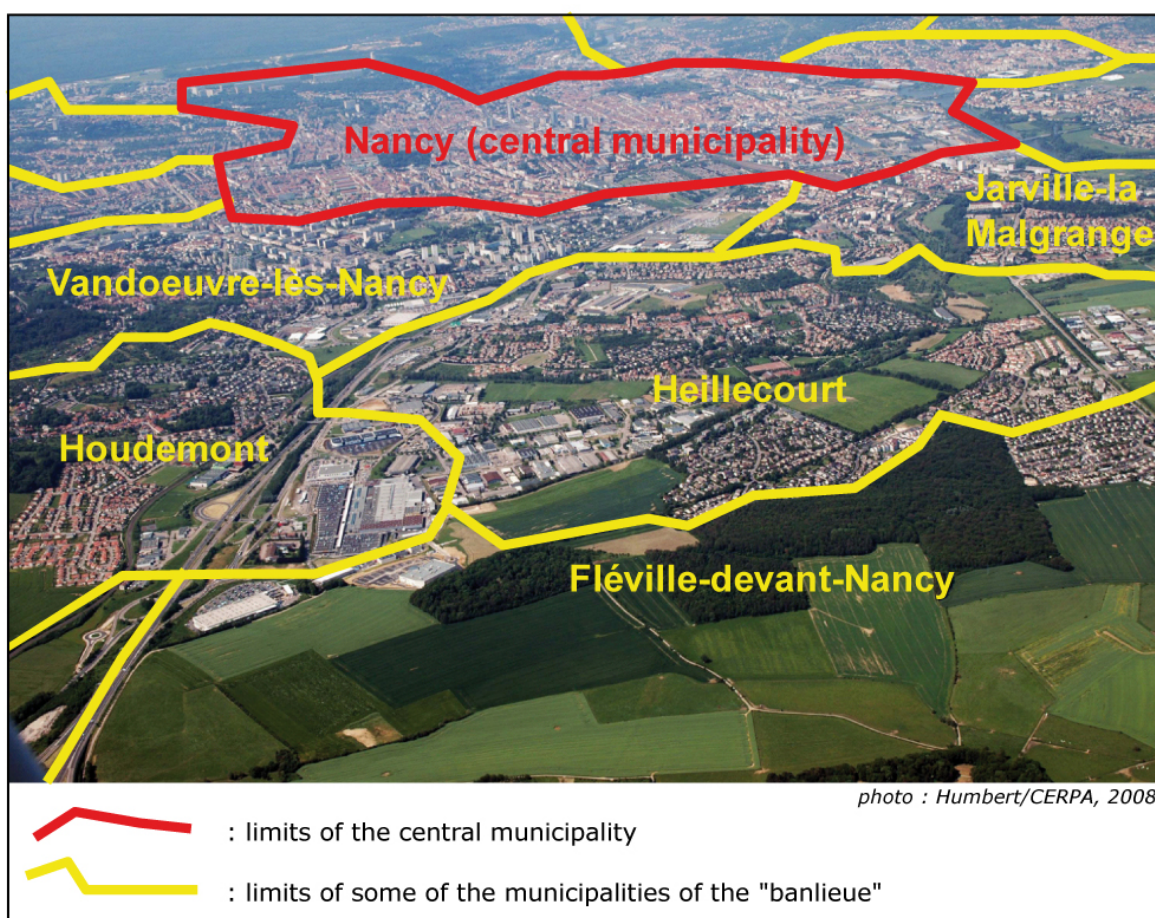 Nancy (central municipality)
Jarville-la
Malgrange
Vandoeuvre-lès-Nancy
Heillecourt
Houdemont
Fléville-devant-Nancy
photo : Humbert/CERPA, 2008
: limits of the central municipality
: limits of some of the municipalities of the "banlieue"